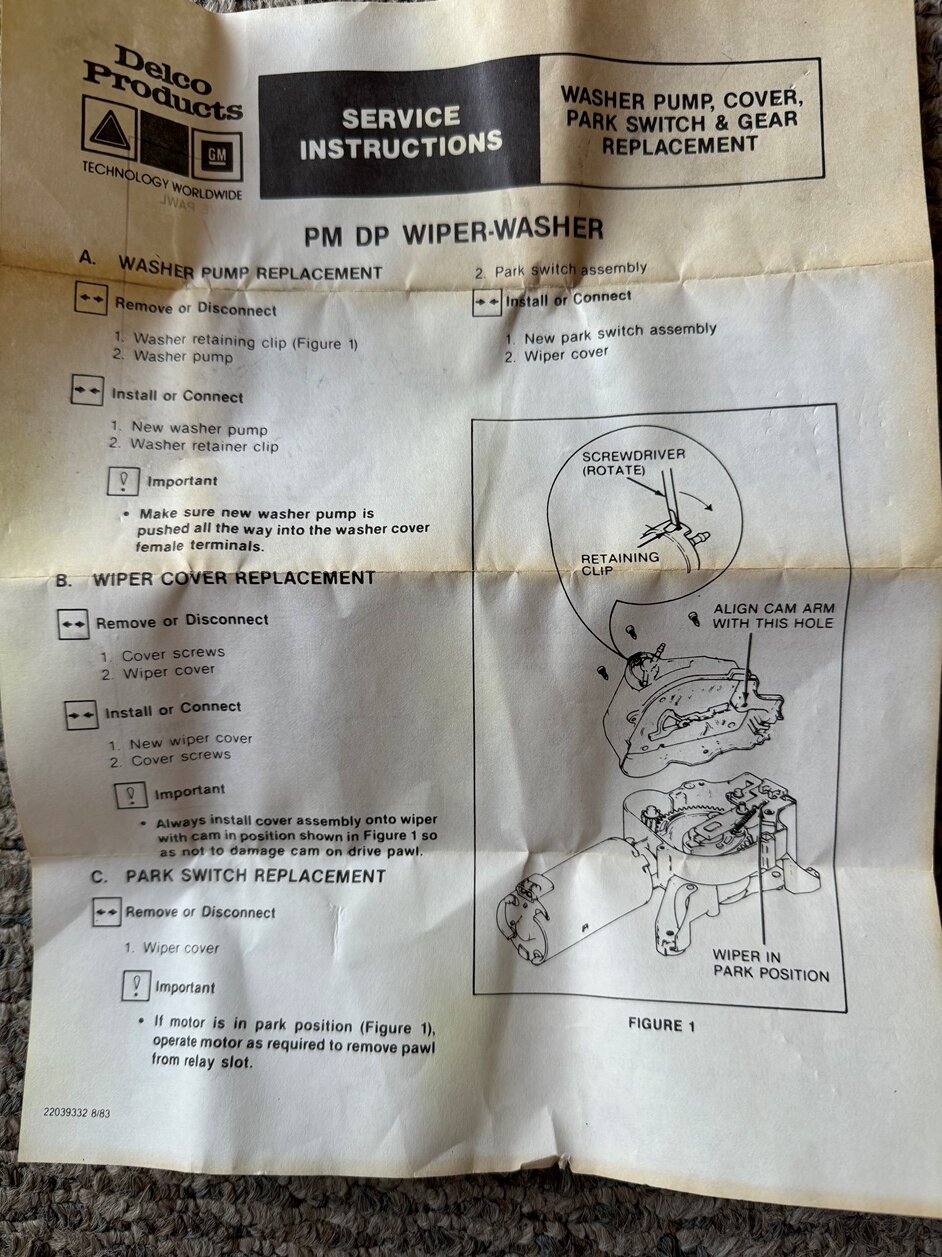 Delco
Products
GM
TECHNOLOGY WORLDWIDE
SERVICE
INSTRUCTIONS
WASHER PUMP, COVER,
PARK SWITCH & GEAR
REPLACEMENT
PM DP WIPER-WASHER
A. WASHER PUMP REPLACEMENT
Remove or Disconnect
1. Washer retaining clip (Figure 1)
2. Washer pump
Install or Connect
1. New washer pump
2. Washer retainer clip
! Important
• Make sure new washer pump is
pushed all the way into the washer cover
female terminals.
B. WIPER COVER REPLACEMENT
Remove or Disconnect
1. Cover screws
2. Wiper cover
Install or Connect
1. New wiper cover
2. Cover screws
! Important
• Always install cover assembly onto wiper
with cam in position shown in Figure 1 so
as not to damage cam on drive pawl.
C. PARK SWITCH REPLACEMENT
Remove or Disconnect
1. Wiper cover
! Important
• If motor is in park position (Figure 1),
operate motor as required to remove pawl
from relay slot.
22039332 8/83
2. Park switch assembly
Install or Connect
1. New park switch assembly
2. Wiper cover
SCREWDRIVER
(ROTATE)
RETAINING
CLIP
ALIGN CAM ARM
WITH THIS HOLE
WIPER IN
PARK POSITION
FIGURE 1